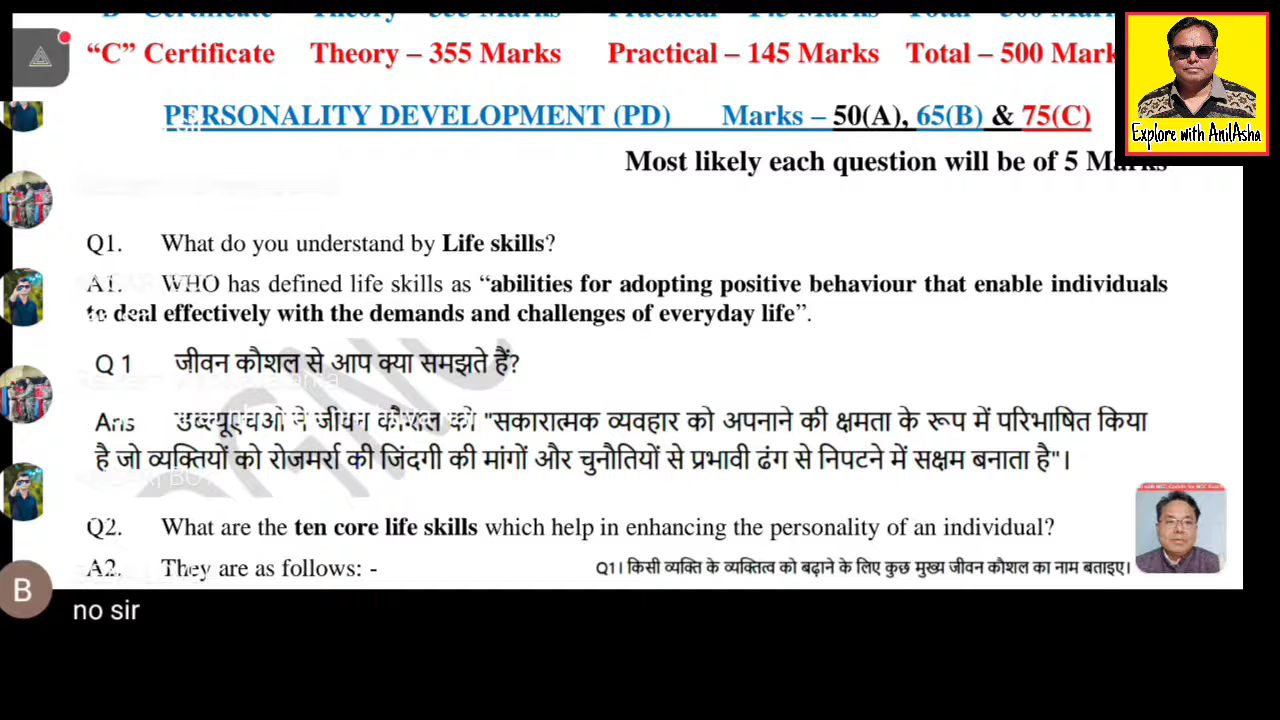 "C" Certificate Theory – 355 Marks Practical – 145 Marks Total – 500 Mark
Explore with AnilAsha
PERSONALITY DEVELOPMENT (PD) Marks – 50(A), 65(B) & 75(C)
Most likely each question will be of 5 Marks
Q1. What do you understand by Life skills?
A1. WHO has defined life skills as “abilities for adopting positive behaviour that enable individuals
to deal effectively with the demands and challenges of everyday life”.
Q 1 जीवन कौशल से आप क्या समझते हैं?
Ans डब्ल्यूएचओ ने जीवन कौशल को "सकारात्मक व्यवहार को अपनाने की क्षमता के रूप में परिभाषित किया
है जो व्यक्तियों को रोजमर्रा की जिंदगी की मांगों और चुनौतियों से प्रभावी ढंग से निपटने में सक्षम बनाता है"।
Q2. What are the ten core life skills which help in enhancing the personality of an individual?
A2. They are as follows: -
Q1। किसी व्यक्ति के व्यक्तित्व को बढ़ाने के लिए कुछ मुख्य जीवन कौशल का नाम बताइए।
B
no sir